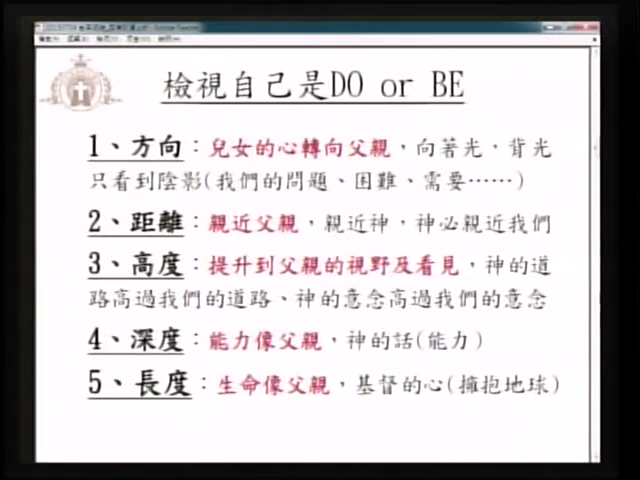 檢視自己是DO or BE
1、方向：兒女的心轉向父親，向著光，背光
只看到陰影(我們的問題、困難、需要……)
2、距離：親近父親，親近神，神必親近我們
3、高度：提升到父親的視野及看見，神的道
路高過我們的道路、神的意念高過我們的意念
4、深度：能力像父親，神的話(能力)
5、長度：生命像父親，基督的心(擁抱地球)